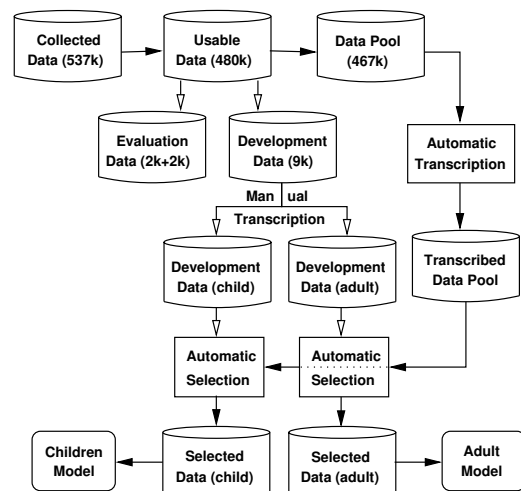 Collected
Data (537k)
Usable
Data (480k)
Data Pool
(467k)
Evaluation
Data (2k+2k)
Development
Data (9k)
Automatic
Transcription
Man ual
Transcription
Development
Data (child)
Development
Data (adult)
Transcribed
Data Pool
Automatic
Selection
Automatic
Selection
Children
Model
Selected
Data (child)
Selected
Data (adult)
Adult
Model